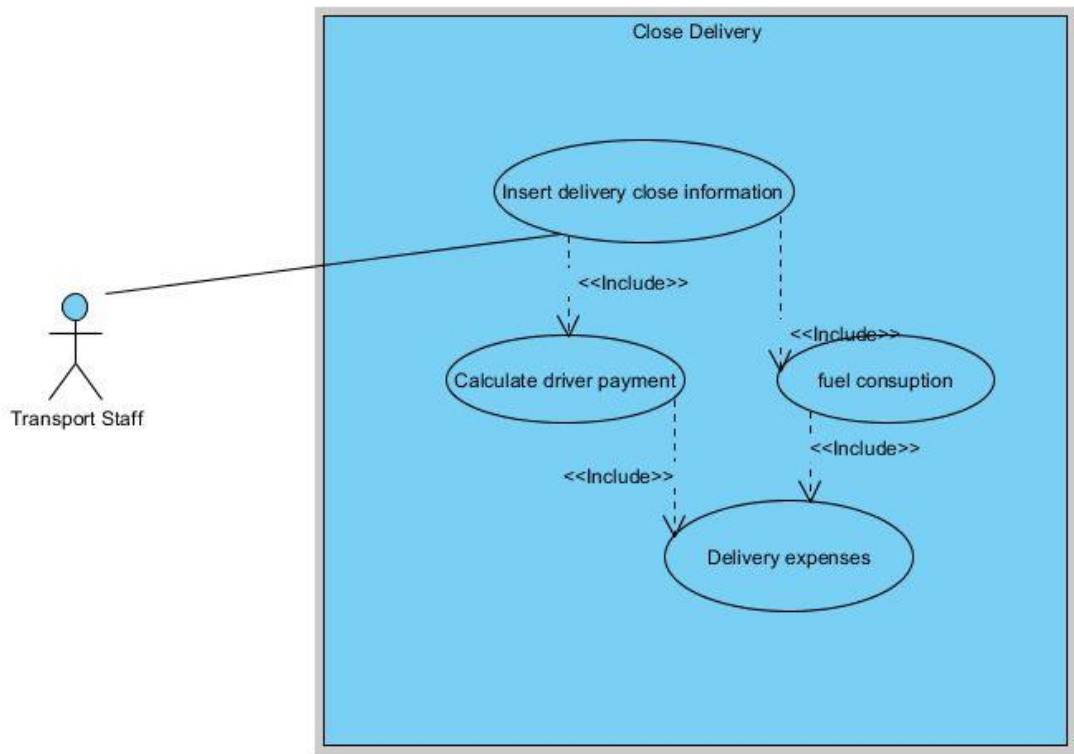 Close Delivery
Insert delivery close information
<<Include>>
<<Include>>
Calculate driver payment
fuel consuption
Transport Staff
<<Include>>
<<Include>>
Delivery expenses